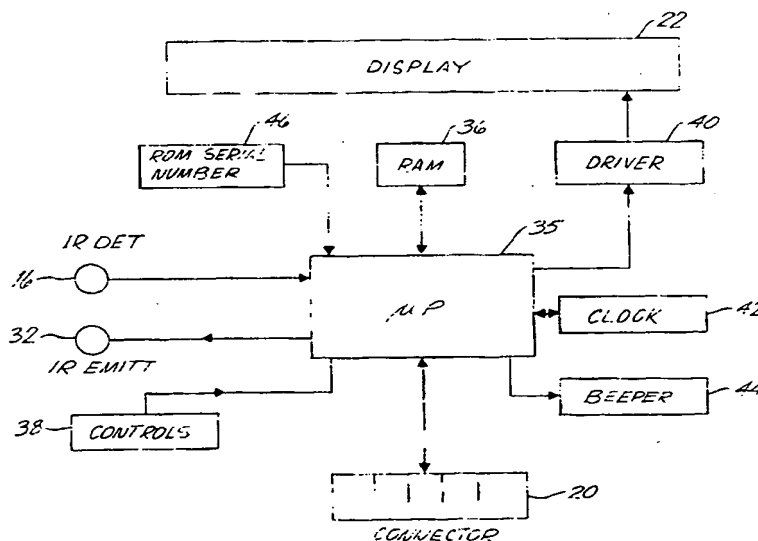 22
DISPLAY
46
ROM SERIAL
NUMBER
36
RAM
40
DRIVER
35
IR DET
16
μP
CLOCK
42
32
IR EMITT
BEEPER
44
38
CONTROLS
20
CONNECTOR